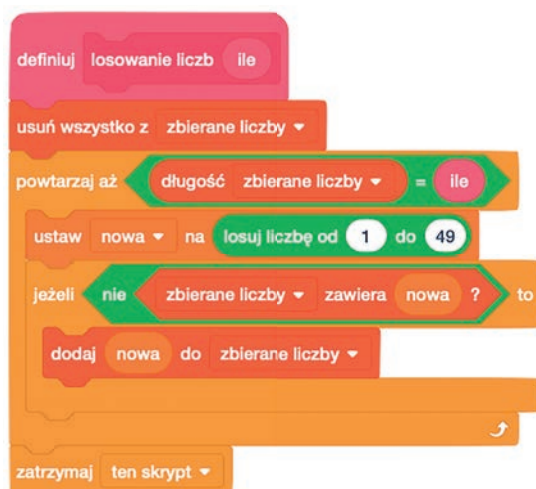 definiuj losowanie liczb ile
usuń wszystko z zbierane liczby
powtarzaj aż długość zbierane liczby = ile
ustaw nowa na losuj liczbę od 1 do 49
jeżeli nie zbierane liczby zawiera nowa ? to
dodaj nowa do zbierane liczby
zatrzymaj ten skrypt